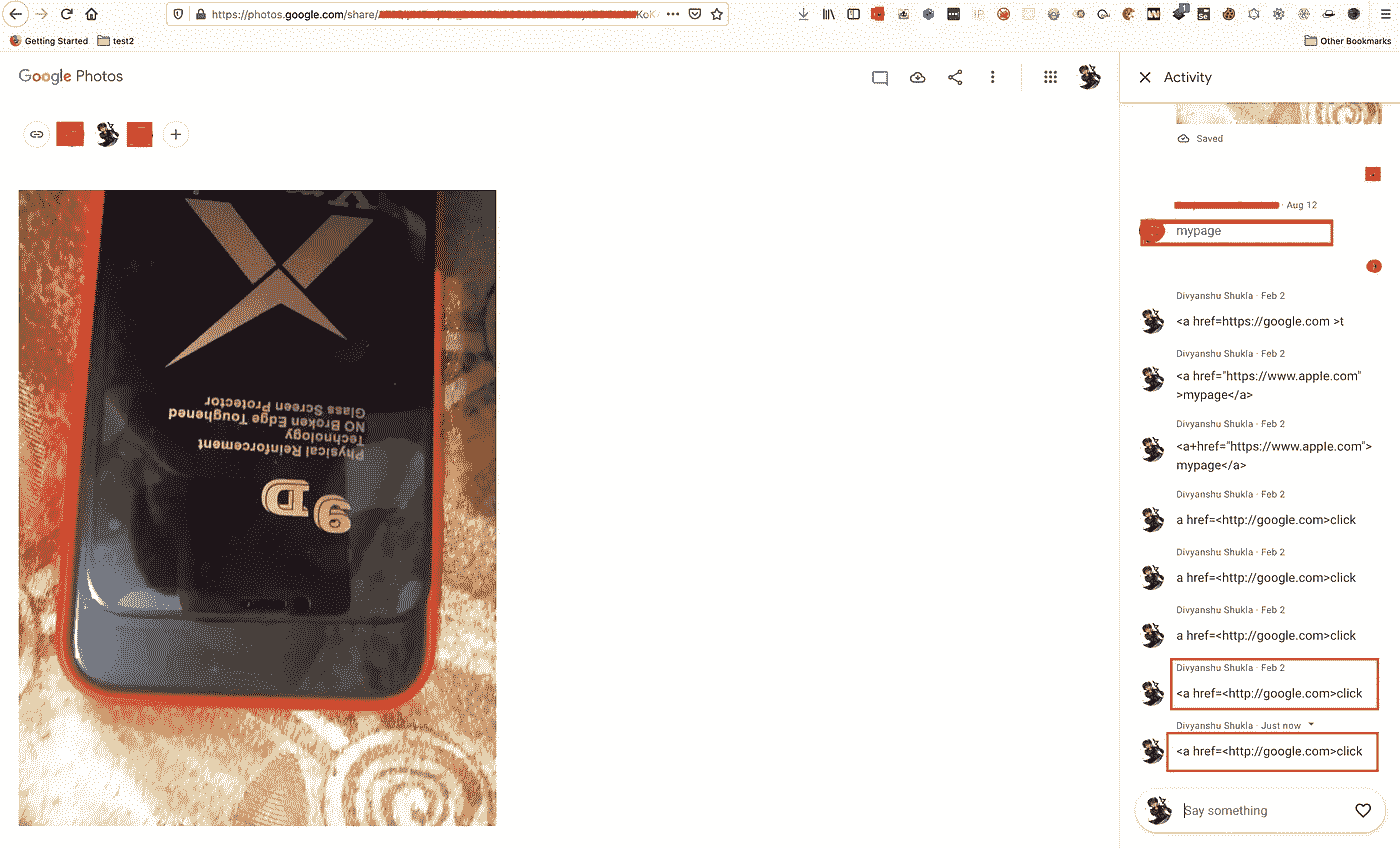 https://photos.google.com/share/
KoK
Getting Started
test2
Other Bookmarks
Google Photos
Activity
Saved
· Aug 12
mypage
Divyanshu Shukla · Feb 2
<a href=https://google.com >t
Divyanshu Shukla · Feb 2
<a href="https://www.apple.com"
>mypage</a>
Divyanshu Shukla · Feb 2
<a+href="https://www.apple.com">
mypage</a>
Divyanshu Shukla · Feb 2
a href=<http://google.com>click
Divyanshu Shukla · Feb 2
a href=<http://google.com>click
Divyanshu Shukla · Feb 2
a href=<http://google.com>click
Divyanshu Shukla · Feb 2
<a href=<http://google.com>click
Divyanshu Shukla · Just now
<a href=<http://google.com>click
Say something
9D
Physical Reinforcement
Technology
NO Broken Edge Toughened
Glass Screen Protector